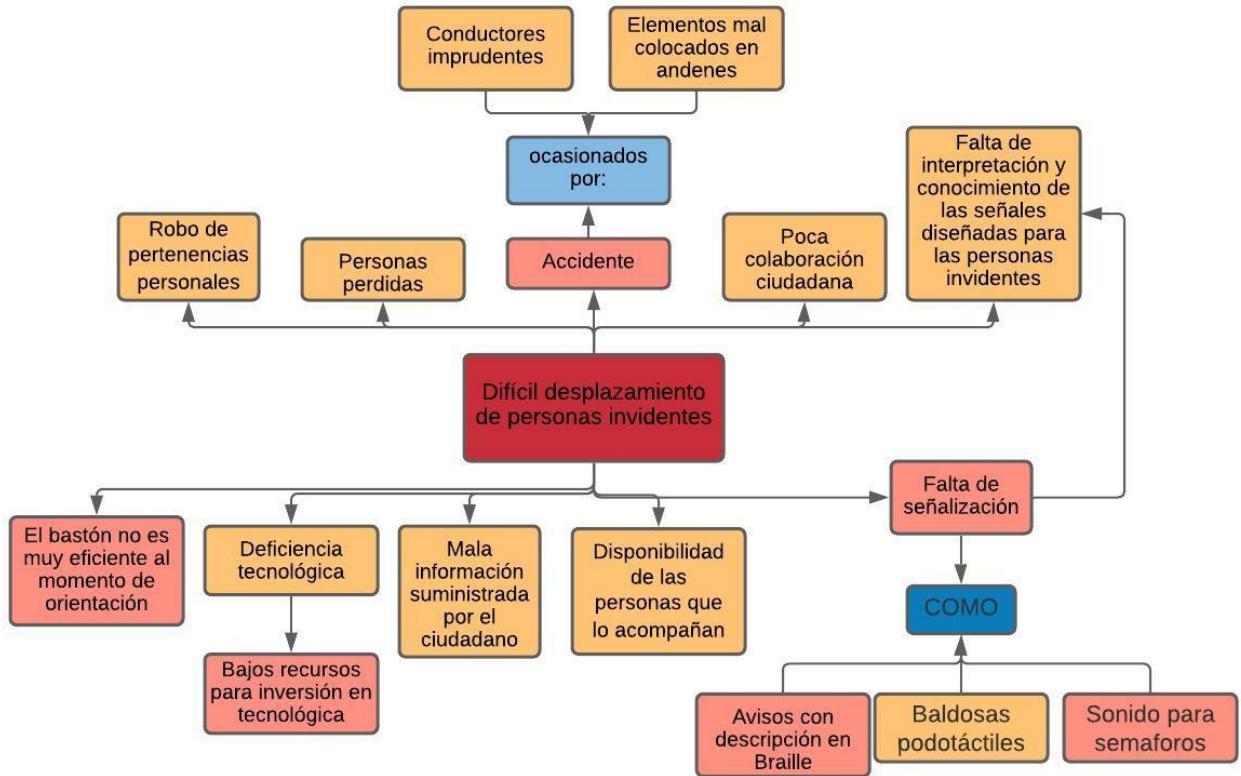 Conductores
imprudentes
Elementos mal
colocados en
andenes
ocasionados
por:
Falta de
interpretación y
conocimiento de
las señales
diseñadas para
las personas
invidentes
Robo de
pertenencias
personales
Personas
perdidas
Accidente
Poca
colaboración
ciudadana
Difícil desplazamiento
de personas invidentes
Falta de
señalización
El bastón no es
muy eficiente al
momento de
orientación
Deficiencia
tecnológica
Mala
información
suministrada
por el
ciudadano
Disponibilidad
de las
personas que
lo acompañan
COMO
Bajos recursos
para inversión en
tecnológica
Avisos con
descripción en
Braille
Baldosas
podotáctiles
Sonido para
semaforos